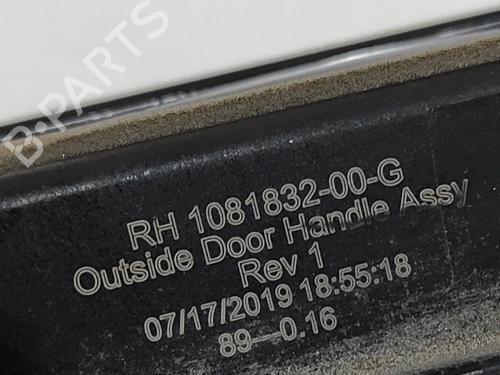 B-PARTS
RH 1081832-00-G
Outside Door Handle Assy
Rev 1
07/17/2019 18:55:18
89—0.16